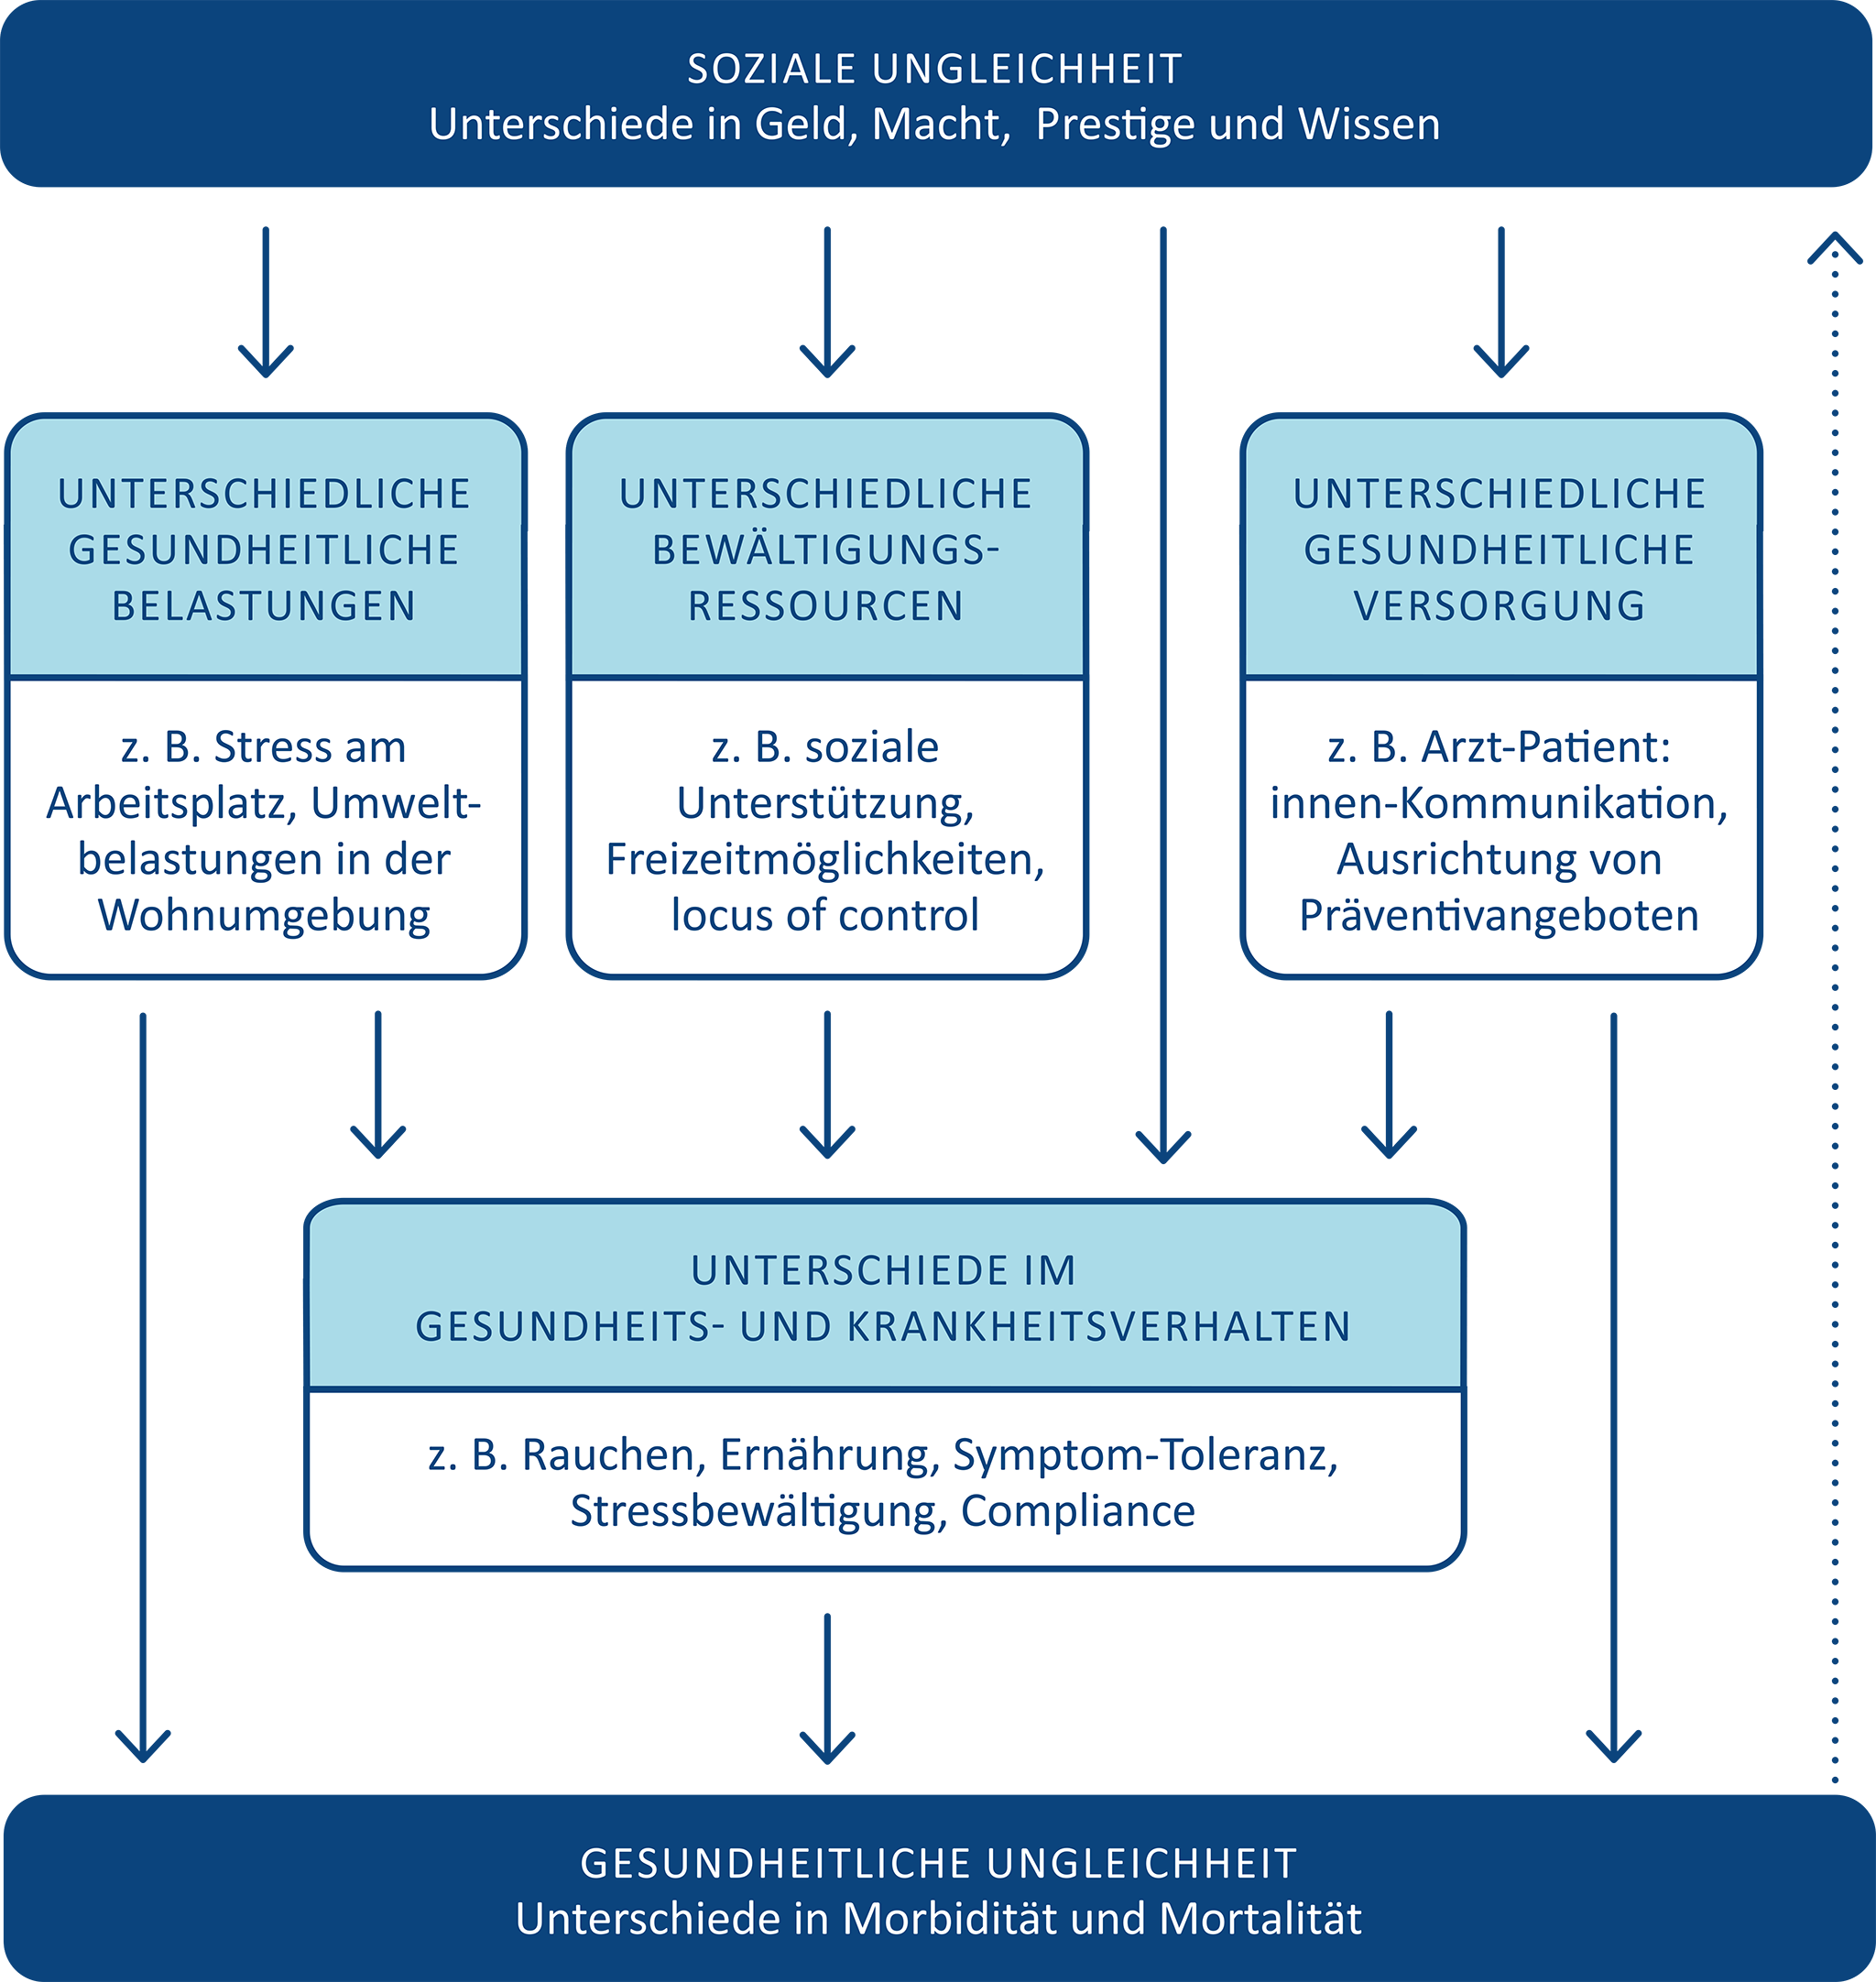 SOZIALE UNGLEICHHEIT
Unterschiede in Geld, Macht,  Prestige und Wissen
UNTERSCHIEDLICHE
GESUNDHEITLICHE
BELASTUNGEN
z. B. Stress am
Arbeitsplatz, Umwelt-
belastungen in der
Wohnumgebung
UNTERSCHIEDLICHE
BEWÄLTIGUNGS-
RESSOURCEN
z. B. soziale
Unterstützung,
Freizeitmöglichkeiten,
locus of control
UNTERSCHIEDLICHE
GESUNDHEITLICHE
VERSORGUNG
z. B. Arzt-Patient:
innen-Kommunikation,
Ausrichtung von
Präventivangeboten
UNTERSCHIEDE IM
GESUNDHEITS- UND KRANKHEITSVERHALTEN
z. B. Rauchen, Ernährung, Symptom-Toleranz,
Stressbewältigung, Compliance
GESUNDHEITLICHE UNGLEICHHEIT
Unterschiede in Morbidität und Mortalität